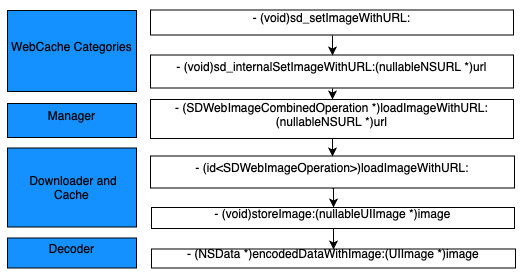 - (void)sd_setImageWithURL:
WebCache Categories
- (void)sd_internalSetImageWithURL:(nullableNSURL *)url
Manager
- (SDWebImageCombinedOperation *)loadImageWithURL:
(nullableNSURL *)url
Downloader and
Cache
- (id<SDWebImageOperation>)loadImageWithURL:
- (void)storeImage:(nullableUIImage *)image
Decoder
- (NSData *)encodedDataWithImage:(UIImage *)image